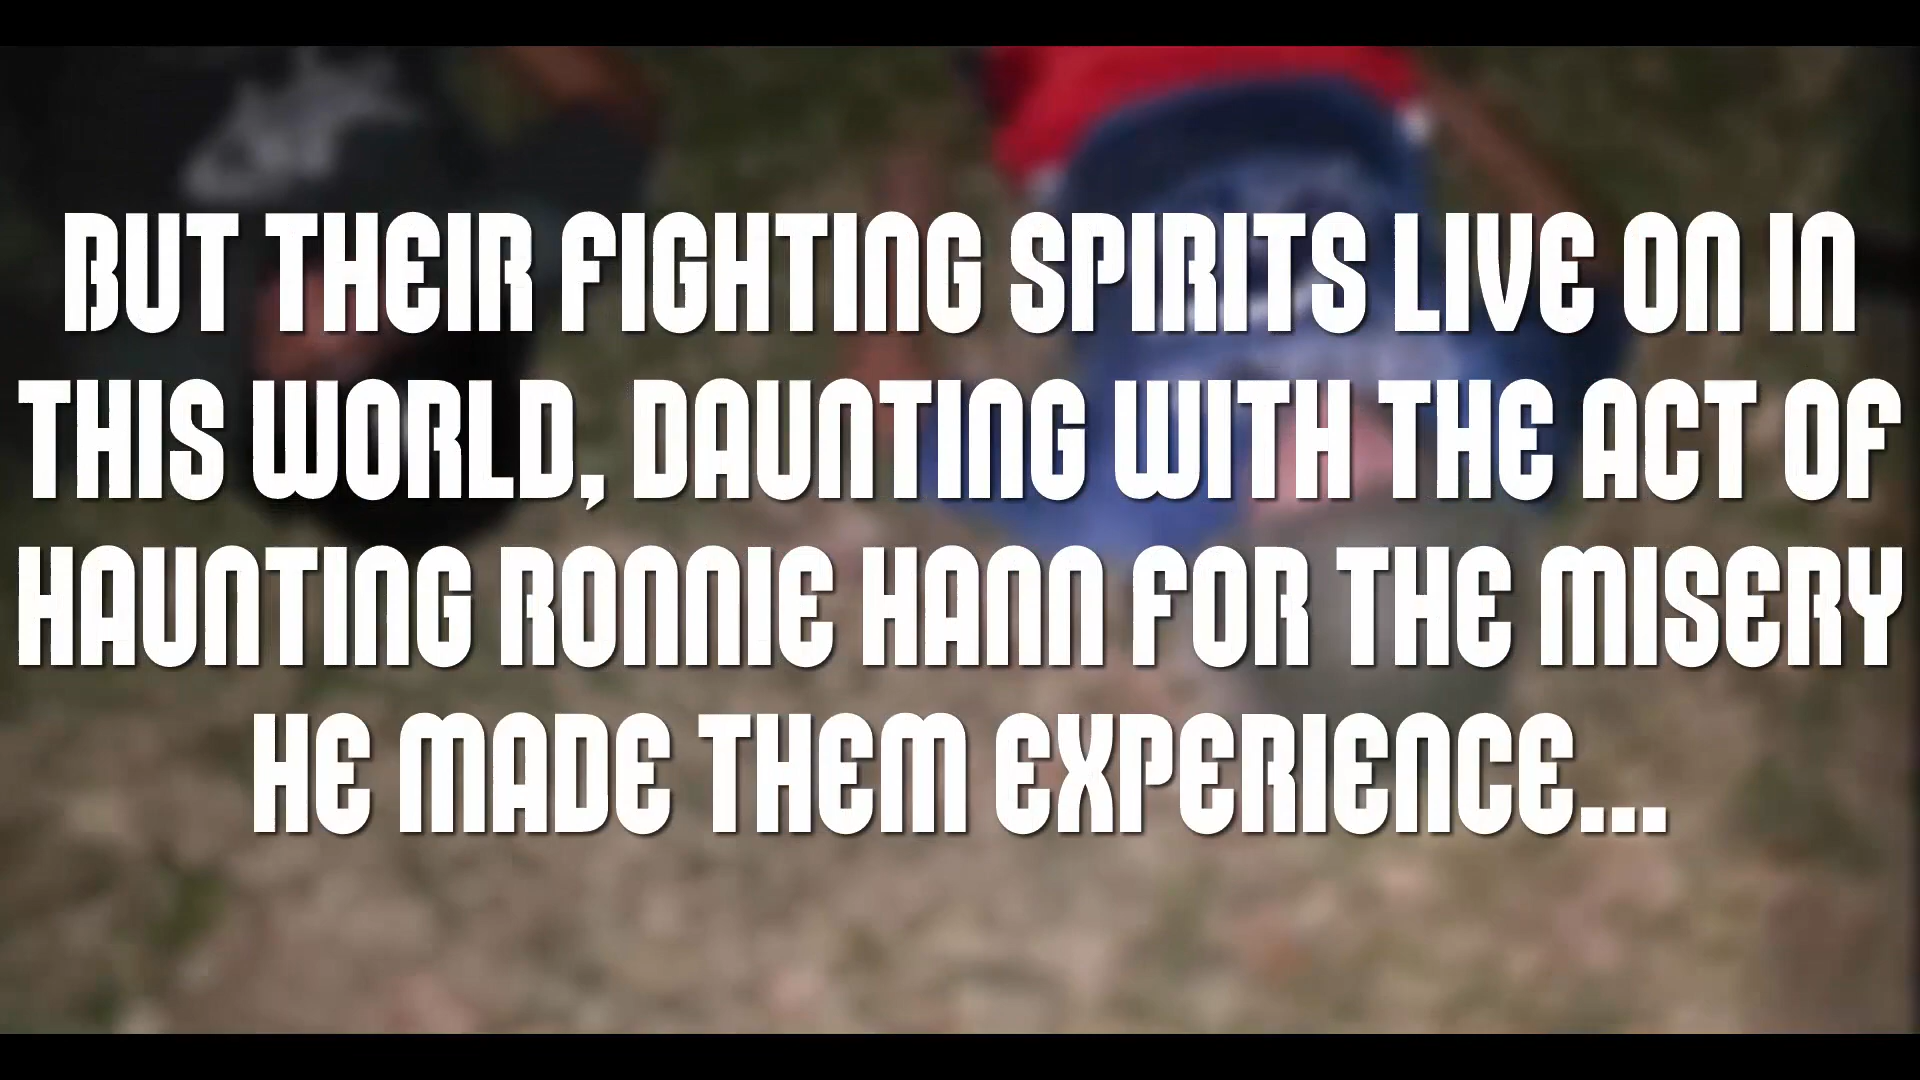 BUT THEIR FIGHTING SPIRITS LIVE ON IN
THIS WORLD, DAUNTING WITH THE ACT OF
HAUNTING RONNIE HANN FOR THE MISERY
HE MADE THEM EXPERIENCE...